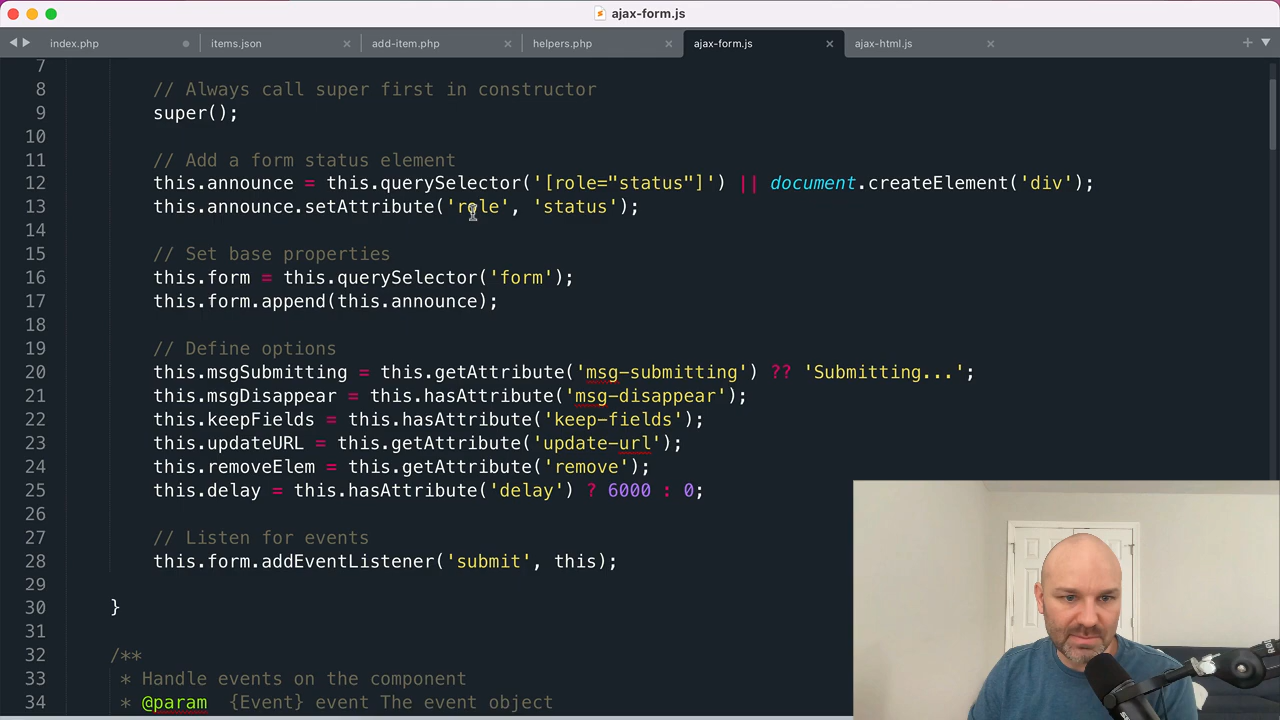 ajax-form.js
index.php
items.json
add-item.php
helpers.php
ajax-form.js
ajax-html.js
7
8 // Always call super first in constructor
9 super();
10
11 // Add a form status element
12 this.announce = this.querySelector('[role="status"]') || document.createElement('div');
13 this.announce.setAttribute('role', 'status');
14
15 // Set base properties
16 this.form = this.querySelector('form');
17 this.form.append(this.announce);
18
19 // Define options
20 this.msgSubmitting = this.getAttribute('msg-submitting') ?? 'Submitting...';
21 this.msgDisappear = this.hasAttribute('msg-disappear');
22 this.keepFields = this.hasAttribute('keep-fields');
23 this.updateURL = this.getAttribute('update-url');
24 this.removeElem = this.getAttribute('remove');
25 this.delay = this.hasAttribute('delay') ? 6000 : 0;
26
27 // Listen for events
28 this.form.addEventListener('submit', this);
29
30 }
31
32 /**
33 * Handle events on the component
34 * @param {Event} event The event object